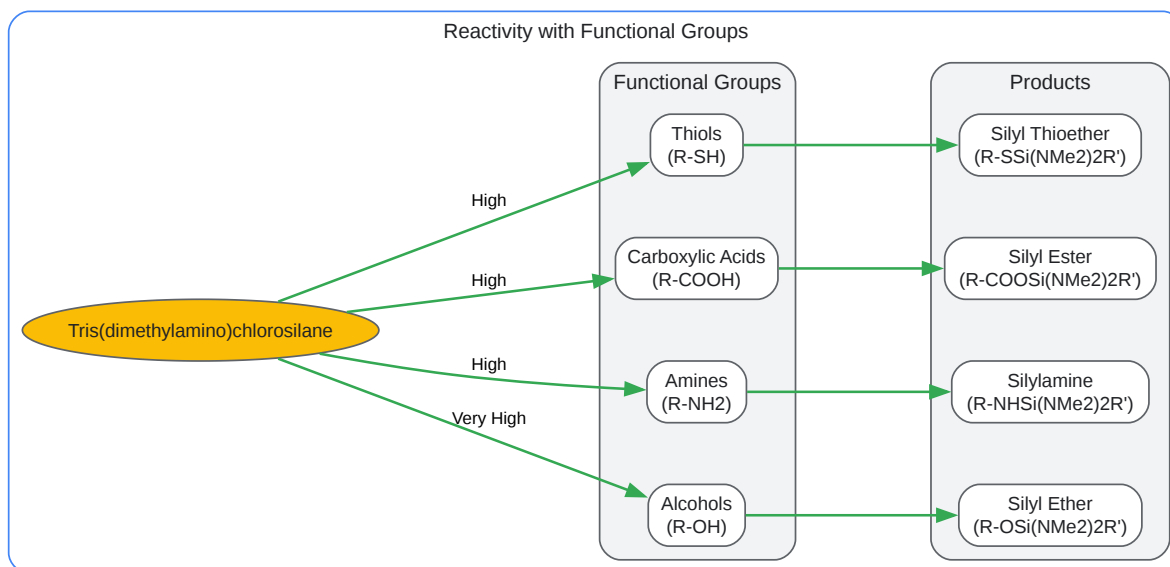 Reactivity with Functional Groups
Functional Groups
Products
Thiols
(R-SH)
Silyl Thioether
(R-SSi(NMe2)2R')
High
Carboxylic Acids
(R-COOH)
Silyl Ester
(R-COOSi(NMe2)2R')
High
Tris(dimethylamino)chlorosilane
High
Amines
(R-NH2)
Silylamine
(R-NHSi(NMe2)2R')
Very High
Alcohols
(R-OH)
Silyl Ether
(R-OSi(NMe2)2R')